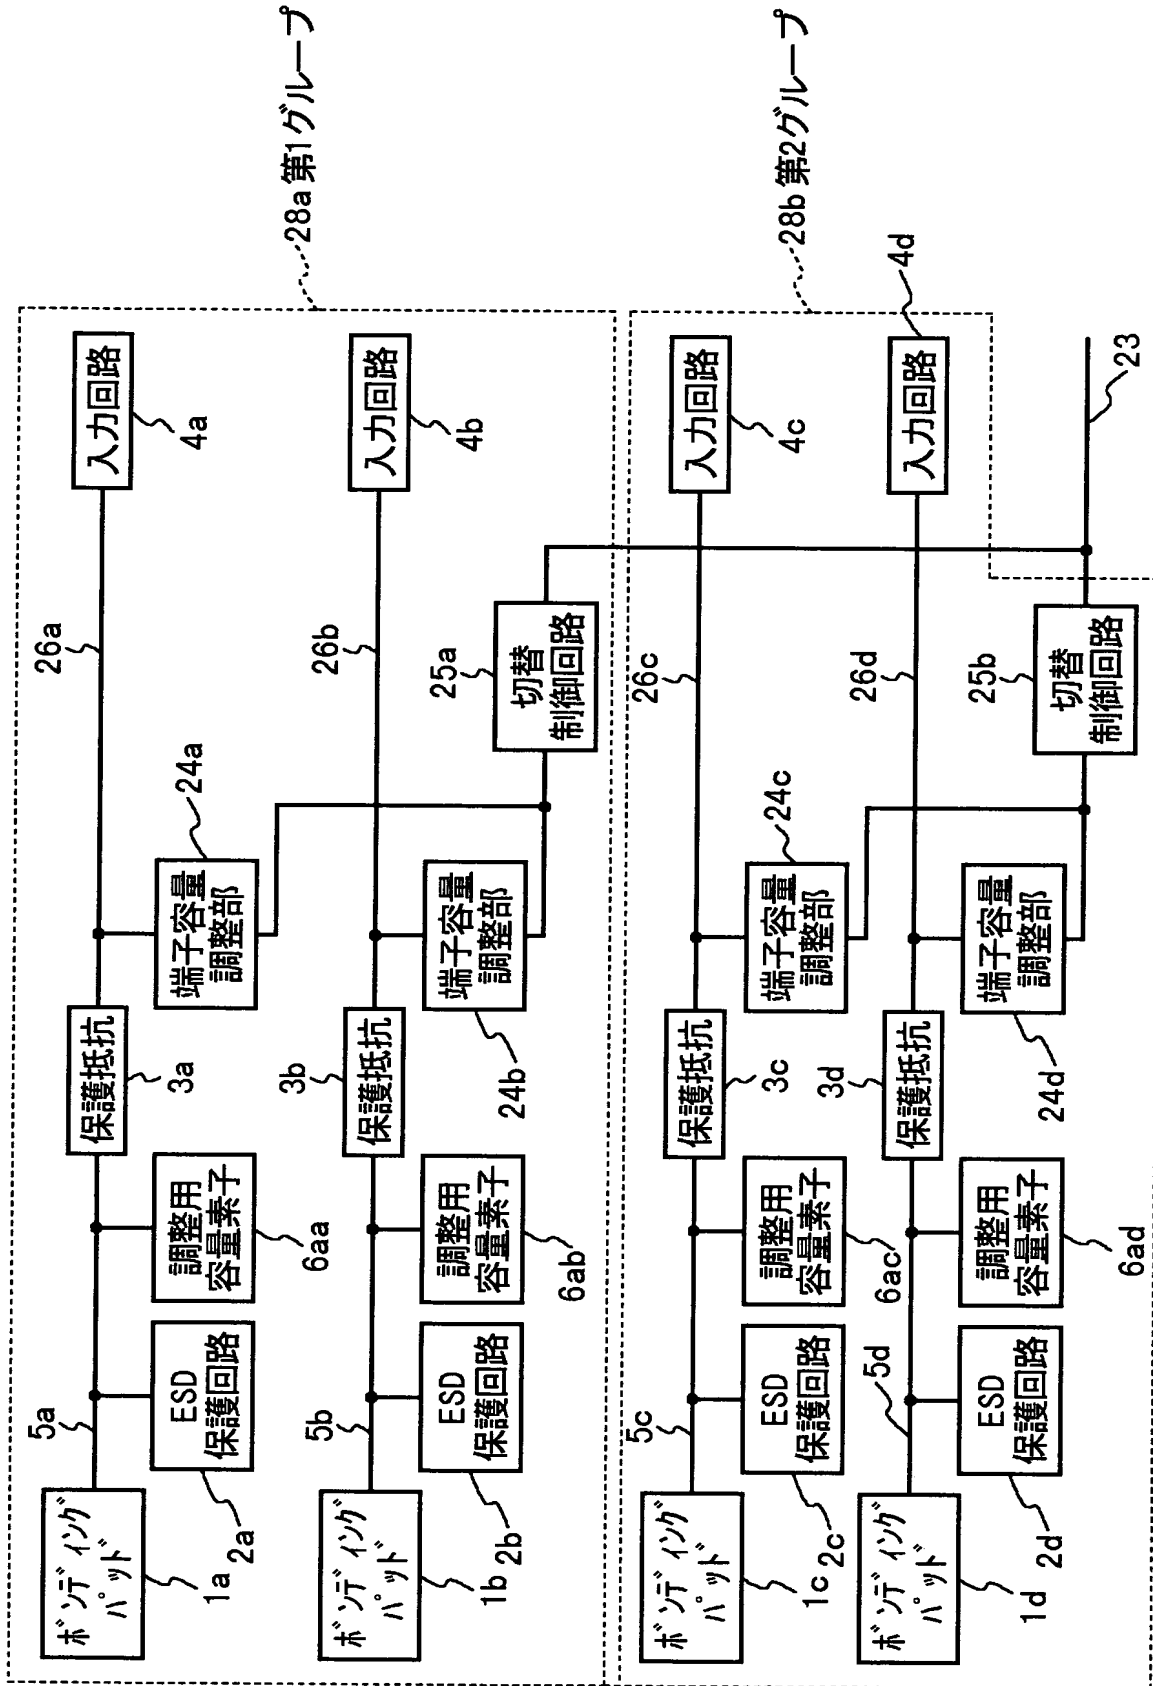 28a 第1グループ
ボンディング
パッド
1a
5a
ESD
保護回路
2a
調整用
容量素子
6aa
保護抵抗
3a
端子容量
調整部
24a
26a
入力回路
4a
ボンディング
パッド
1b
5b
ESD
保護回路
2b
調整用
容量素子
6ab
保護抵抗
3b
端子容量
調整部
24b
26b
入力回路
4b
25a
切替
制御回路
28b 第2グループ
ボンディング
パッド
1c
5c
ESD
保護回路
2c
調整用
容量素子
6ac
保護抵抗
3c
端子容量
調整部
24c
26c
入力回路
4c
ボンディング
パッド
1d
5d
ESD
保護回路
2d
調整用
容量素子
6ad
保護抵抗
3d
端子容量
調整部
24d
26d
入力回路
4d
25b
切替
制御回路
23